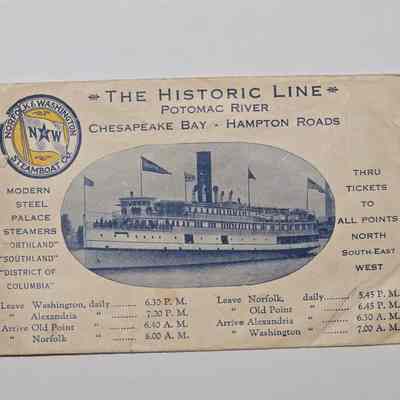 NORFOLK & WASHINGTON
N W
STEAMBOAT CO.
THE HISTORIC LINE
POTOMAC RIVER
CHESAPEAKE BAY - HAMPTON ROADS
MODERN
STEEL
PALACE
STEAMERS
"ORTHLAND"
"SOUTHLAND"
"DISTRICT OF
COLUMBIA"
THRU
TICKETS
TO
ALL POINTS
NORTH
SOUTH-EAST
WEST
Leave Washington, daily ..... 6.30 P. M.
" Alexandria " ..... 7.00 P. M.
Arrive Old Point " ..... 6.40 A. M.
" Norfolk " ..... 8.00 A. M.
Leave Norfolk, daily ..... 5.45 P. M.
" Old Point " ..... 6.45 P. M.
Arrive Alexandria " ..... 6.30 A. M.
" Washington " ..... 7.00 A. M.